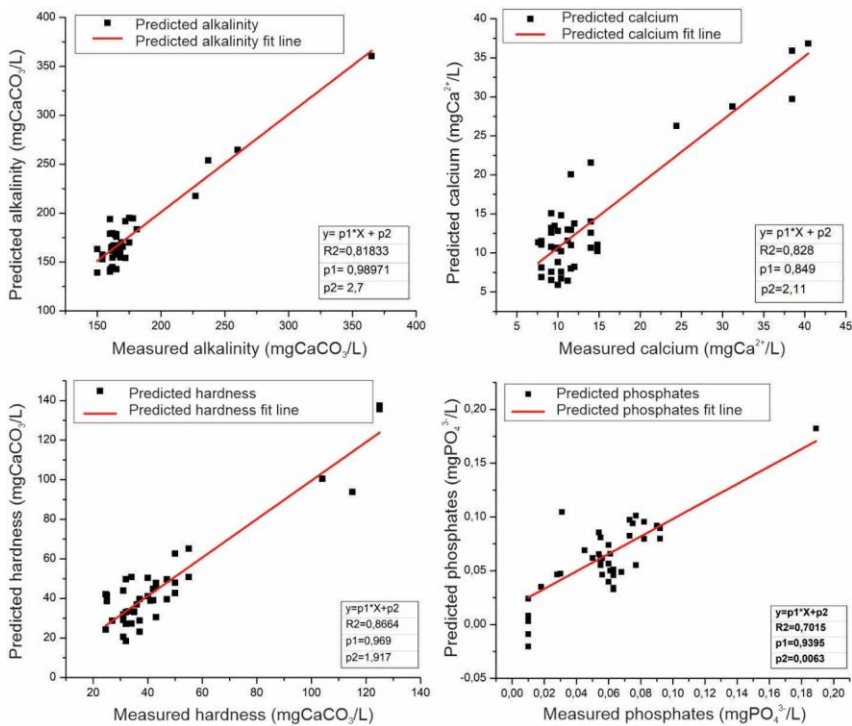 Predicted alkalinity
Predicted alkalinity fit line
Predicted alkalinity (mgCaCO₃/L)
400
350
300
250
200
150
100
y= p1*X + p2
R2=0,81833
p1= 0,98971
p2= 2,7
100 150 200 250 300 350 400
Measured alkalinity (mgCaCO₃/L)
Predicted calcium
Predicted calcium fit line
Predicted calcium (mgCa²⁺/L)
40
35
30
25
20
15
10
5
y= p1*X + p2
R2=0,828
p1= 0,849
p2=2,11
5 10 15 20 25 30 35 40 45
Measured calcium (mgCa²⁺/L)
Predicted hardness
Predicted hardness fit line
Predicted hardness (mgCaCO₃/L)
140
120
100
80
60
40
20
0
y=p1*X+p2
R2=0,8664
p1=0,969
p2=1,917
20 40 60 80 100 120 140
Measured hardness (mgCaCO₃/L)
Predicted phosphates
Predicted phosphates fit line
Predicted phosphates (mgPO₄³⁻/L)
0,20
0,15
0,10
0,05
0,00
-0,05
y=p1*X+p2
R2=0,7015
p1=0,9395
p2=0,0063
0,00 0,02 0,04 0,06 0,08 0,10 0,12 0,14 0,16 0,18 0,20
Measured phosphates (mgPO₄³⁻/L)